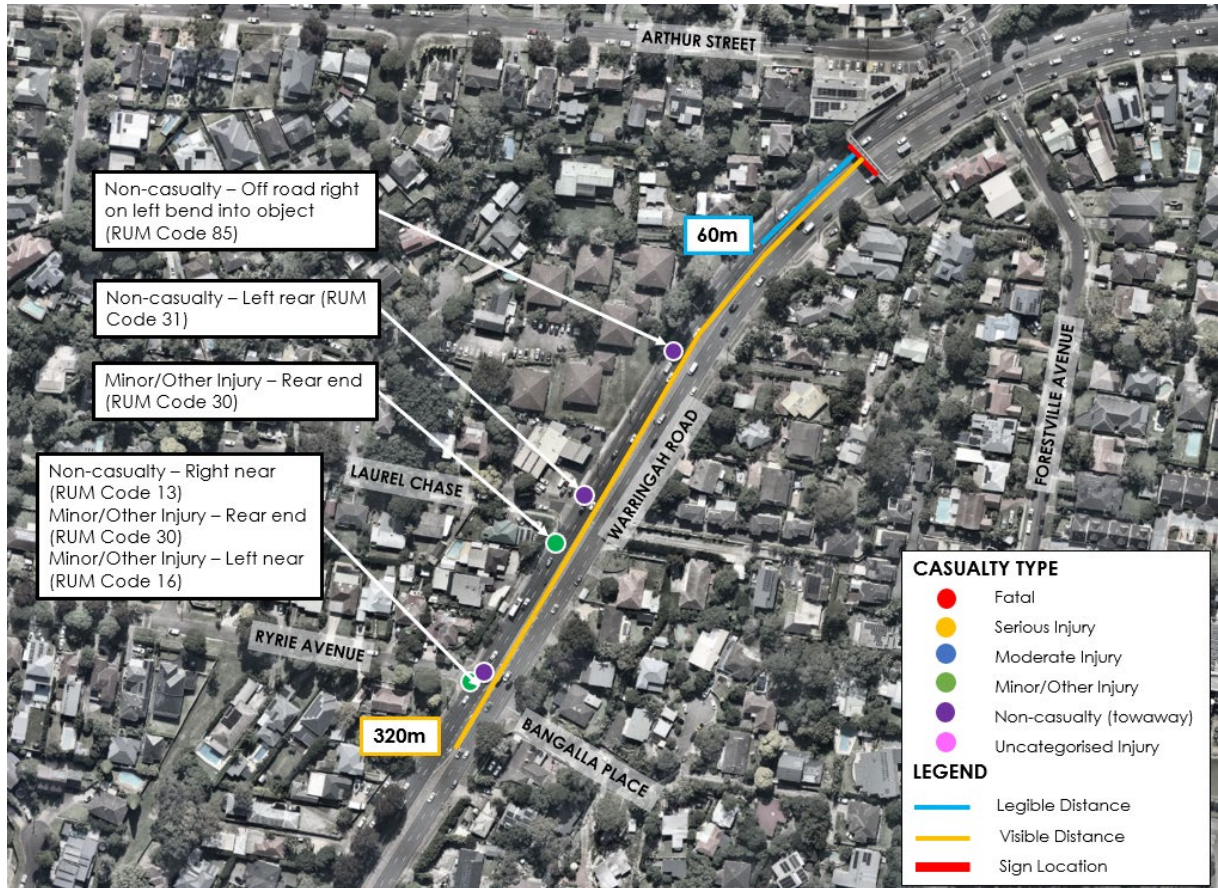 ARTHUR STREET
Non-casualty – Off road right
on left bend into object
(RUM Code 85)
60m
Non-casualty – Left rear (RUM
Code 31)
Minor/Other Injury – Rear end
(RUM Code 30)
FORESTVILLE AVENUE
WARRINGAH ROAD
Non-casualty – Right near
(RUM Code 13)
Minor/Other Injury – Rear end
(RUM Code 30)
Minor/Other Injury – Left near
(RUM Code 16)
LAUREL CHASE
RYRIE AVENUE
320m
BANGALLA PLACE
CASUALTY TYPE
Fatal
Serious Injury
Moderate Injury
Minor/Other Injury
Non-casualty (towaway)
Uncategorised Injury
LEGEND
Legible Distance
Visible Distance
Sign Location